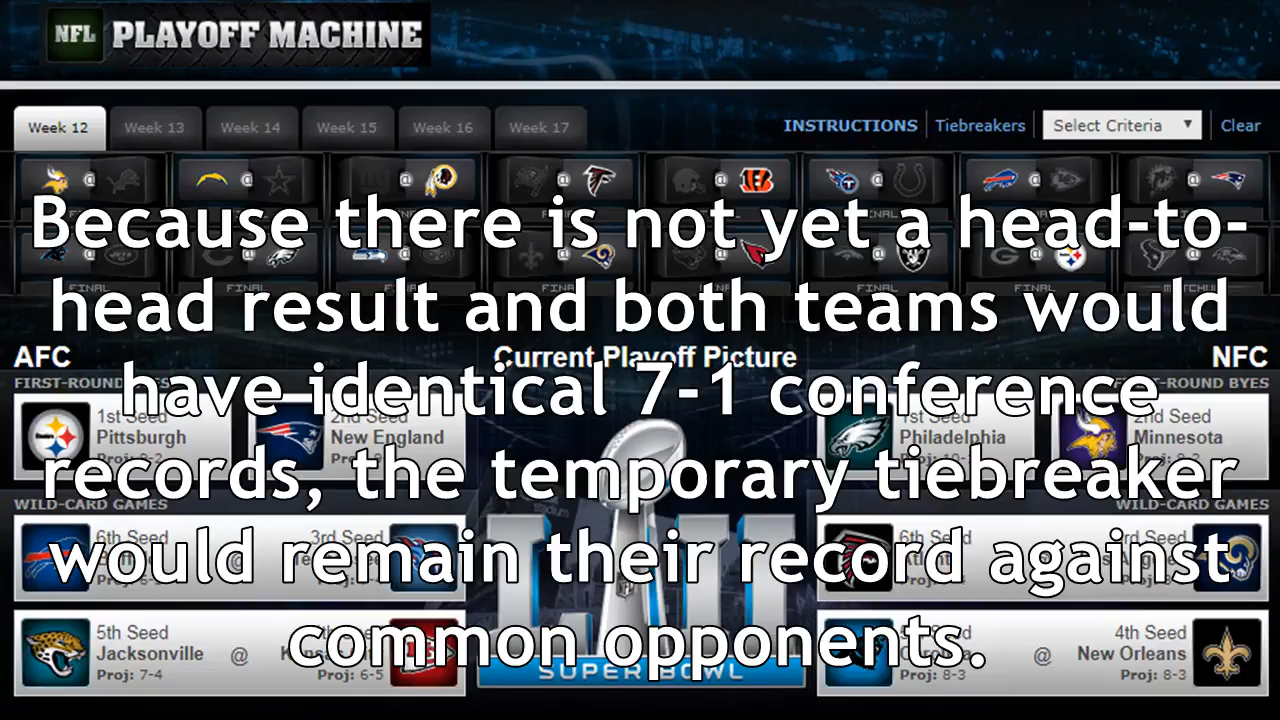 NFL PLAYOFF MACHINE
Week 12 Week 13 Week 14 Week 15 Week 16 Week 17
INSTRUCTIONS Tiebreakers Select Criteria Clear
Because there is not yet a head-to-
head result and both teams would
have identical 7-1 conference
records, the temporary tiebreaker
would remain their record against
common opponents.
AFC Current Playoff Picture NFC
1st Seed
Pittsburgh
2nd Seed
New England
1st Seed
Philadelphia
2nd Seed
Minnesota
WILD-CARD GAMES
WILD-CARD GAMES
6th Seed
@
3rd Seed
6th Seed
5th Seed
Jacksonville
Proj: 7-4
@
Proj: 6-5
SUPER BOWL
Proj: 8-3
@
4th Seed
New Orleans
Proj: 8-3